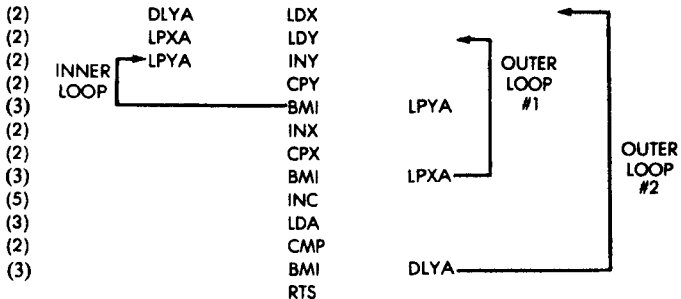 (2) DLYA LDX
(2) LPXA LDY
(2) LPYA INY
INNER LOOP
(2) CPY
(3) BMI LPYA
OUTER LOOP #1
(2) INX
(2) CPX
(3) BMI LPXA
OUTER LOOP #2
(5) INC
(3) LDA
(2) CMP
(3) BMI DLYA
RTS